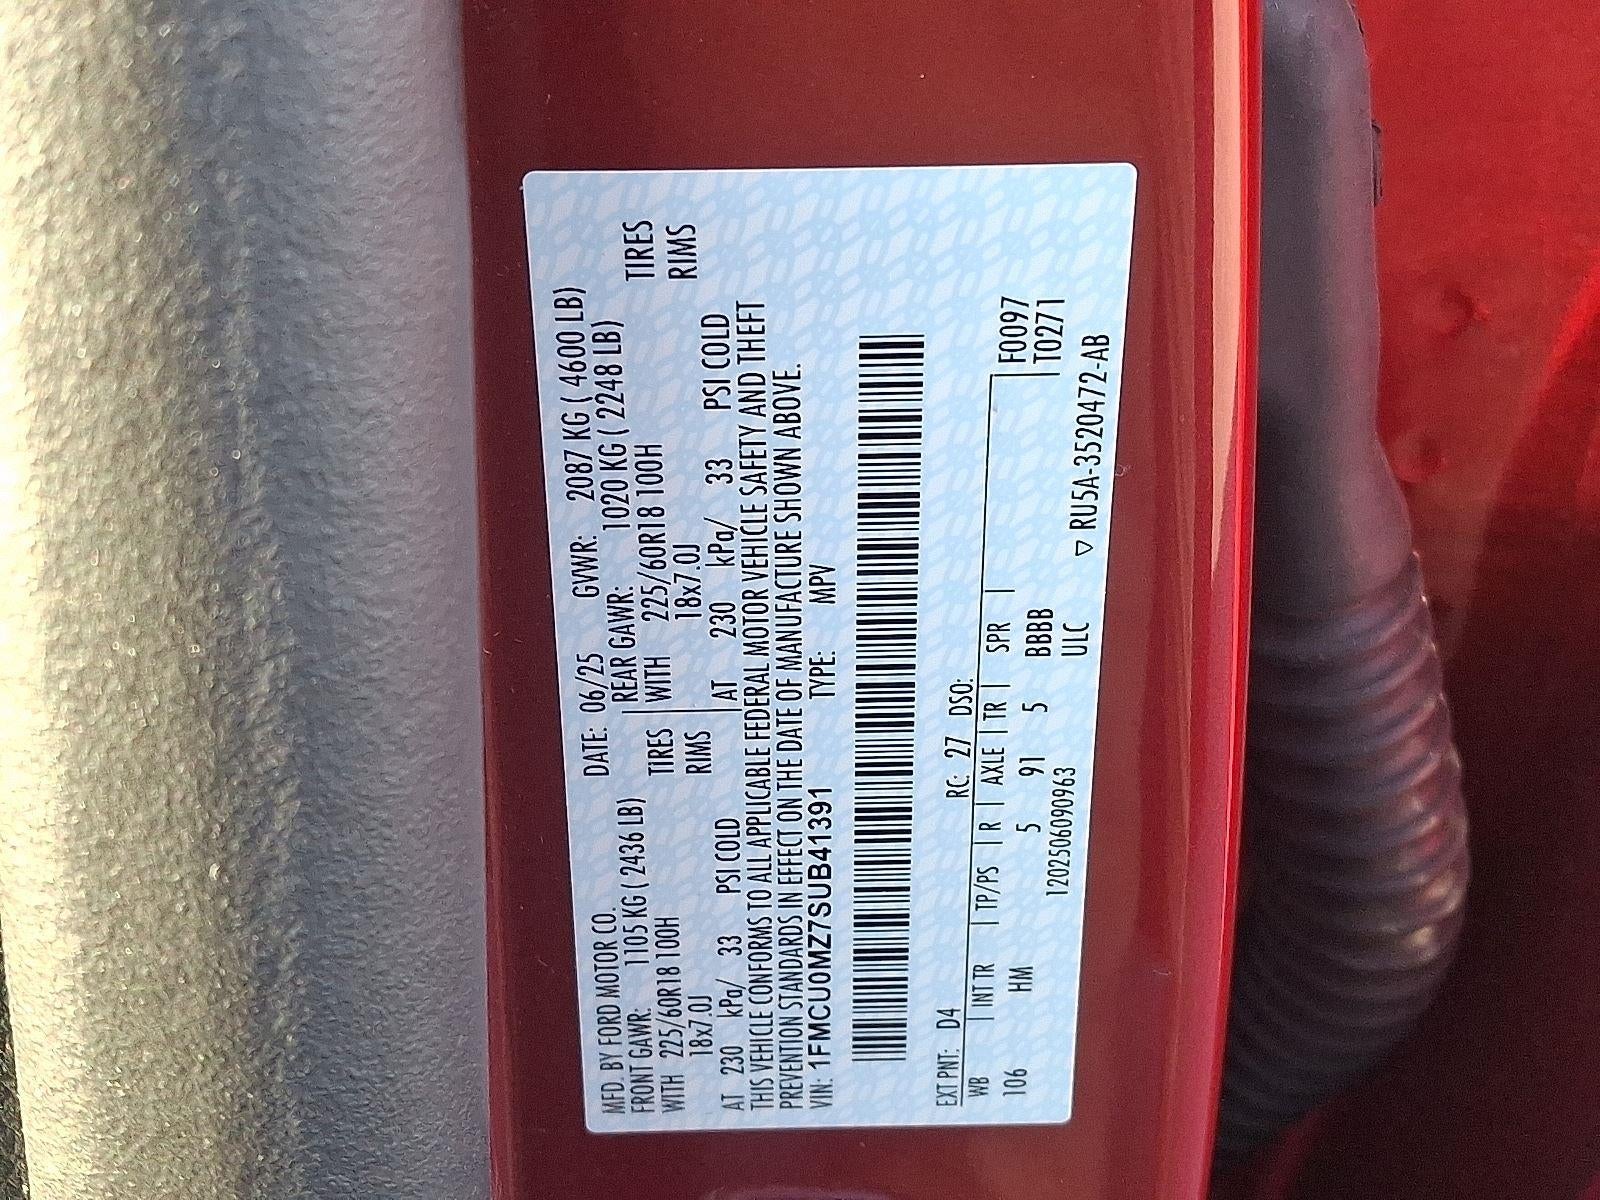 MFD. BY FORD MOTOR CO. DATE: 06/25 GVWR: 2087 KG ( 4600 LB)
FRONT GAWR: 1105 KG ( 2436 LB) REAR GAWR: 1020 KG ( 2248 LB)
WITH 225/60R18 100H TIRES WITH 225/60R18 100H TIRES
18x7.0J RIMS 18x7.0J RIMS
AT 230 kPa/ 33 PSI COLD AT 230 kPa/ 33 PSI COLD
THIS VEHICLE CONFORMS TO ALL APPLICABLE FEDERAL MOTOR VEHICLE SAFETY AND THEFT
PREVENTION STANDARDS IN EFFECT ON THE DATE OF MANUFACTURE SHOWN ABOVE.
VIN: 1FMCU0MZ7SUB41391 TYPE: MPV
EXT PNT: D4 RC: 27 DSO:
WB | INT TR | TP/PS | R | AXLE | TR | SPR | F0097
106 HM 5 91 5 BBBB T0271
1202506090963 ULC
▽ RU5A-3520472-AB